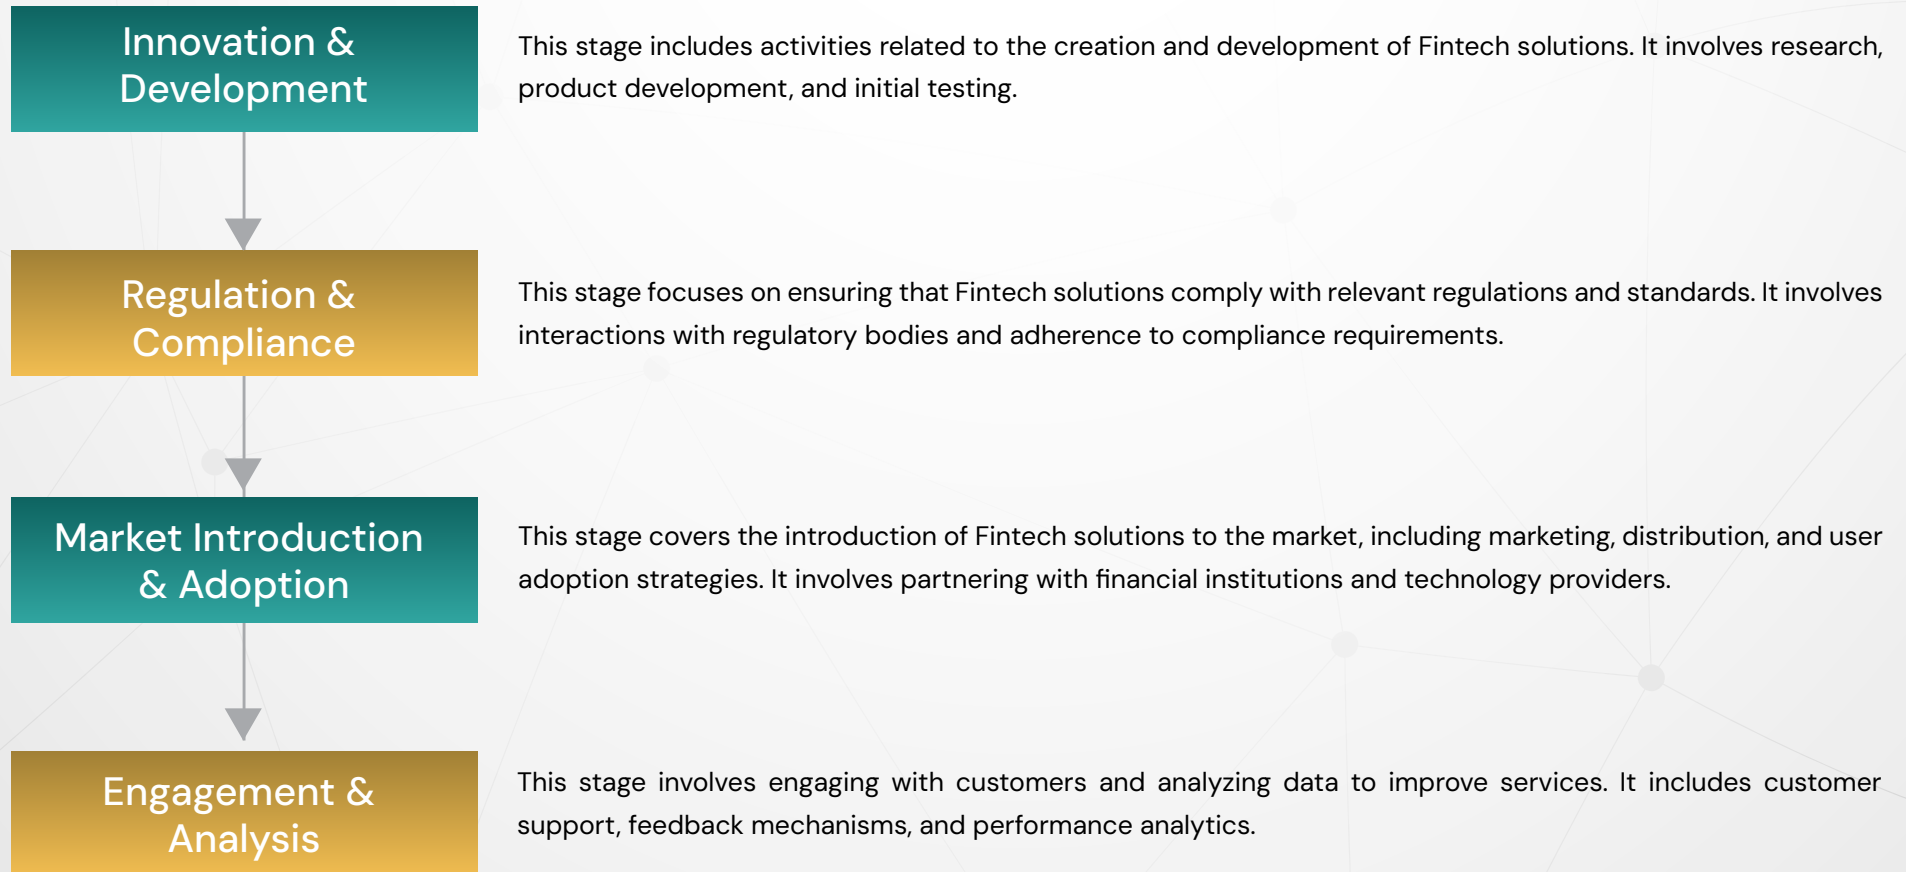 Innovation &
Development
This stage includes activities related to the creation and development of Fintech solutions. It involves research,
product development, and initial testing.
Regulation &
Compliance
This stage focuses on ensuring that Fintech solutions comply with relevant regulations and standards. It involves
interactions with regulatory bodies and adherence to compliance requirements.
Market Introduction
& Adoption
This stage covers the introduction of Fintech solutions to the market, including marketing, distribution, and user
adoption strategies. It involves partnering with financial institutions and technology providers.
Engagement &
Analysis
This stage involves engaging with customers and analyzing data to improve services. It includes customer
support, feedback mechanisms, and performance analytics.